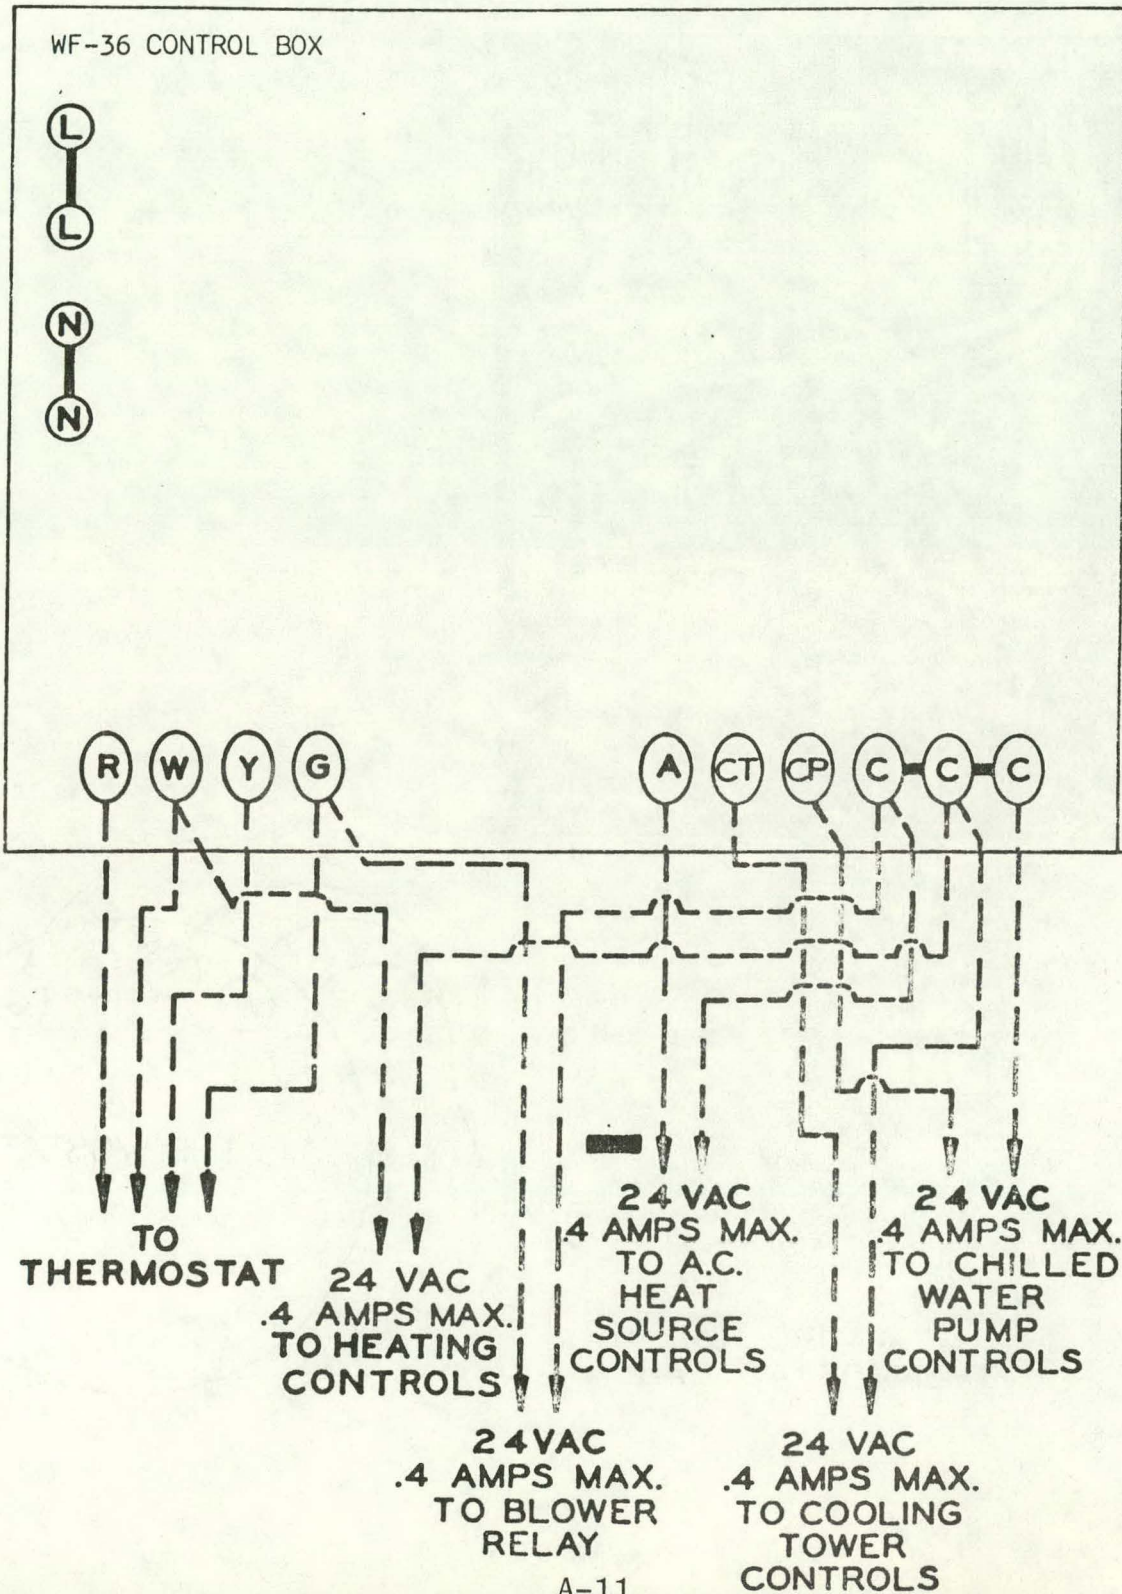 WF-36 CONTROL BOX
L
L
N
N
R W Y G A CT CP C C C
TO
THERMOSTAT
24 VAC
.4 AMPS MAX.
TO HEATING
CONTROLS
24VAC
.4 AMPS MAX.
TO BLOWER
RELAY
24 VAC
.4 AMPS MAX.
TO A.C.
HEAT
SOURCE
CONTROLS
24 VAC
.4 AMPS MAX.
TO COOLING
TOWER
CONTROLS
24 VAC
.4 AMPS MAX.
TO CHILLED
WATER
PUMP
CONTROLS
A-11